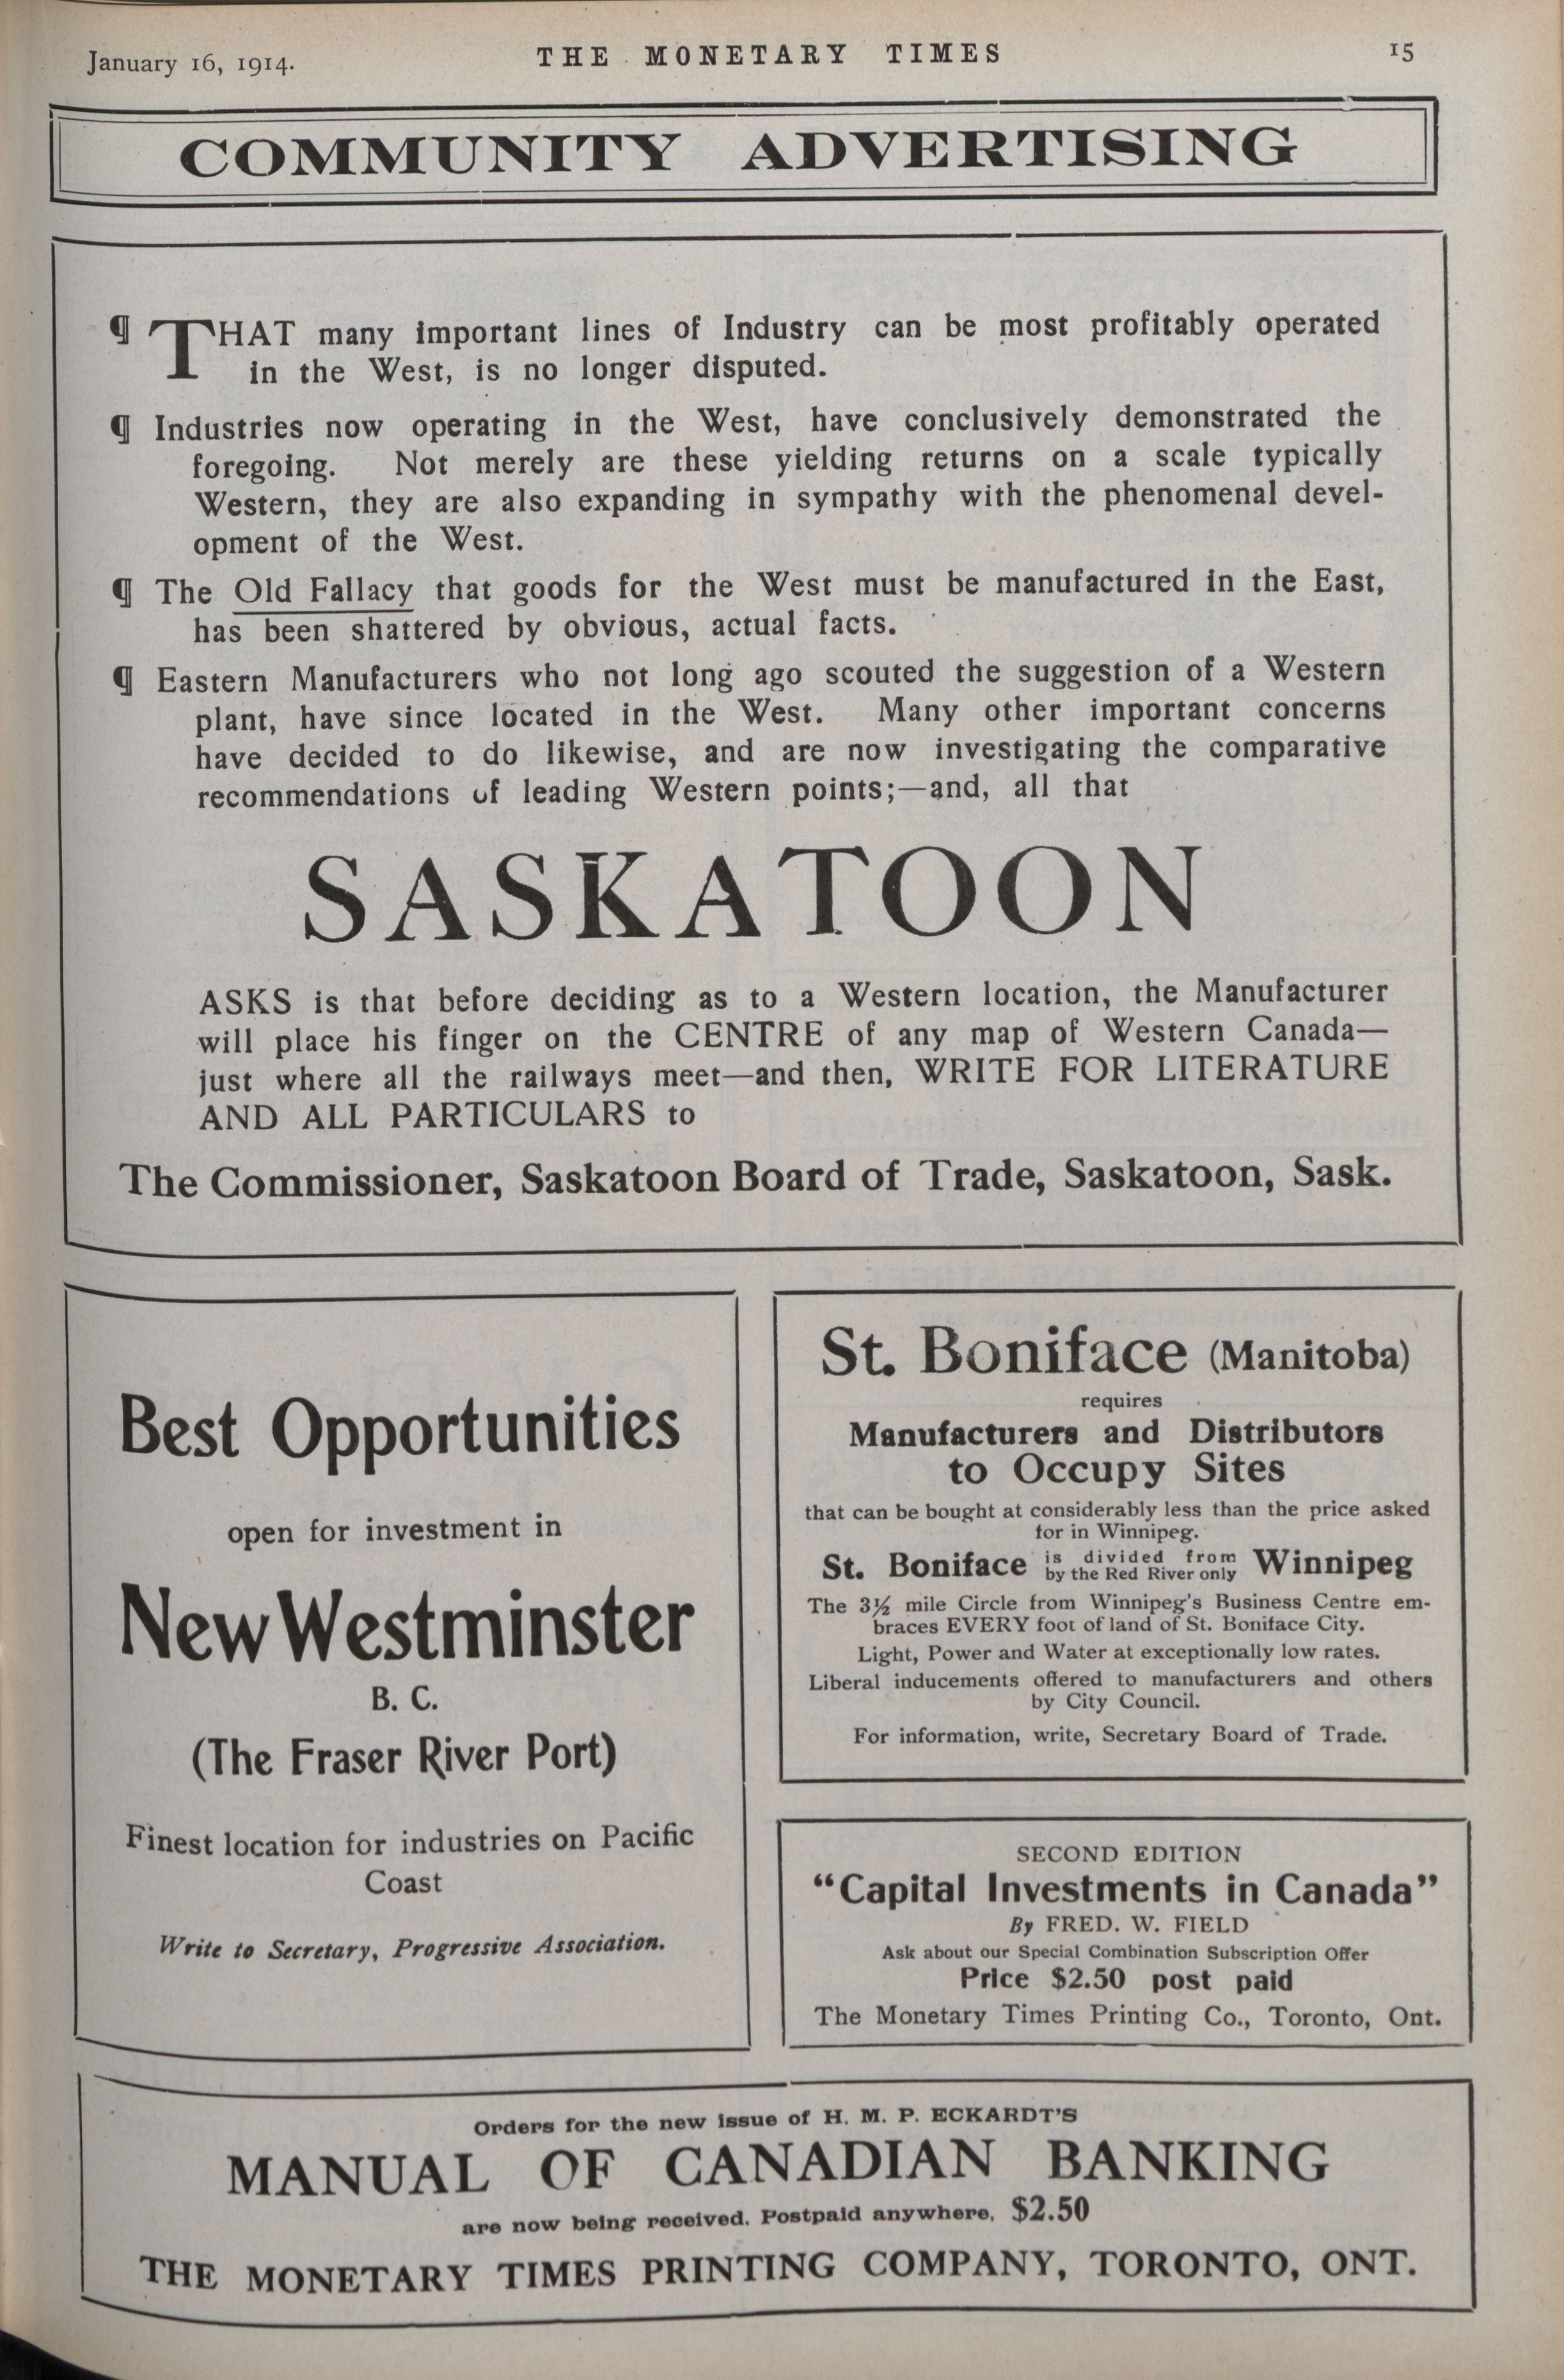 January 16, 1914.
THE MONETARY TIMES
15
COMMUNITY ADVERTISING
¶ THAT many important lines of Industry can be most profitably operated
in the West, is no longer disputed.
¶ Industries now operating in the West, have conclusively demonstrated the
foregoing. Not merely are these yielding returns on a scale typically
Western, they are also expanding in sympathy with the phenomenal devel-
opment of the West.
¶ The Old Fallacy that goods for the West must be manufactured in the East,
has been shattered by obvious, actual facts.
¶ Eastern Manufacturers who not long ago scouted the suggestion of a Western
plant, have since located in the West. Many other important concerns
have decided to do likewise, and are now investigating the comparative
recommendations of leading Western points;—and, all that
SASKATOON
ASKS is that before deciding as to a Western location, the Manufacturer
will place his finger on the CENTRE of any map of Western Canada—
just where all the railways meet—and then, WRITE FOR LITERATURE
AND ALL PARTICULARS to
The Commissioner, Saskatoon Board of Trade, Saskatoon, Sask.
Best Opportunities
open for investment in
New Westminster
B. C.
(The Fraser River Port)
Finest location for industries on Pacific
Coast
Write to Secretary, Progressive Association.
St. Boniface (Manitoba)
requires
Manufacturers and Distributors
to Occupy Sites
that can be bought at considerably less than the price asked
for in Winnipeg.
St. Boniface is divided from by the Red River only Winnipeg
The 3½ mile Circle from Winnipeg's Business Centre em-
braces EVERY foot of land of St. Boniface City.
Light, Power and Water at exceptionally low rates.
Liberal inducements offered to manufacturers and others
by City Council.
For information, write, Secretary Board of Trade.
SECOND EDITION
"Capital Investments in Canada"
By FRED. W. FIELD
Ask about our Special Combination Subscription Offer
Price $2.50 post paid
The Monetary Times Printing Co., Toronto, Ont.
Orders for the new issue of H. M. P. ECKARDT'S
MANUAL OF CANADIAN BANKING
are now being received. Postpaid anywhere, $2.50
THE MONETARY TIMES PRINTING COMPANY, TORONTO, ONT.